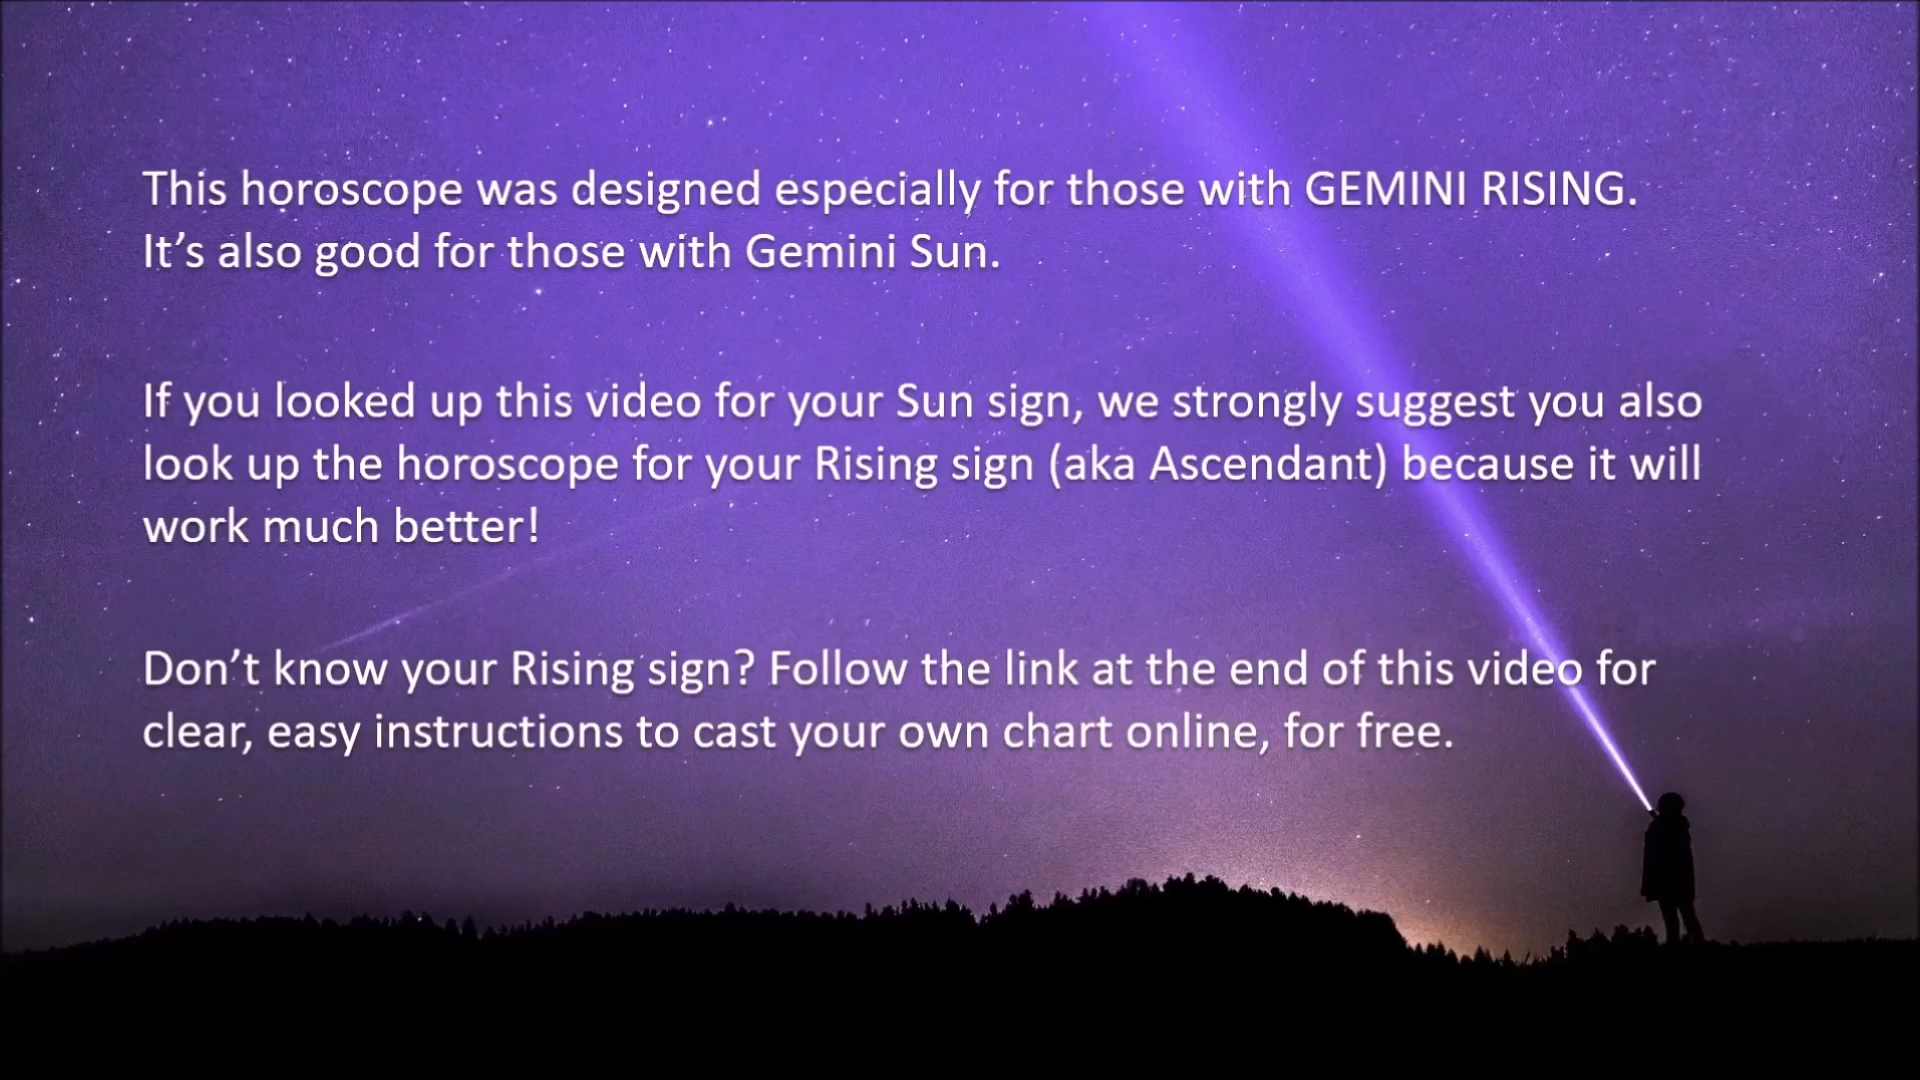 This horoscope was designed especially for those with GEMINI RISING.
It’s also good for those with Gemini Sun.
If you looked up this video for your Sun sign, we strongly suggest you also
look up the horoscope for your Rising sign (aka Ascendant) because it will
work much better!
Don’t know your Rising sign? Follow the link at the end of this video for
clear, easy instructions to cast your own chart online, for free.